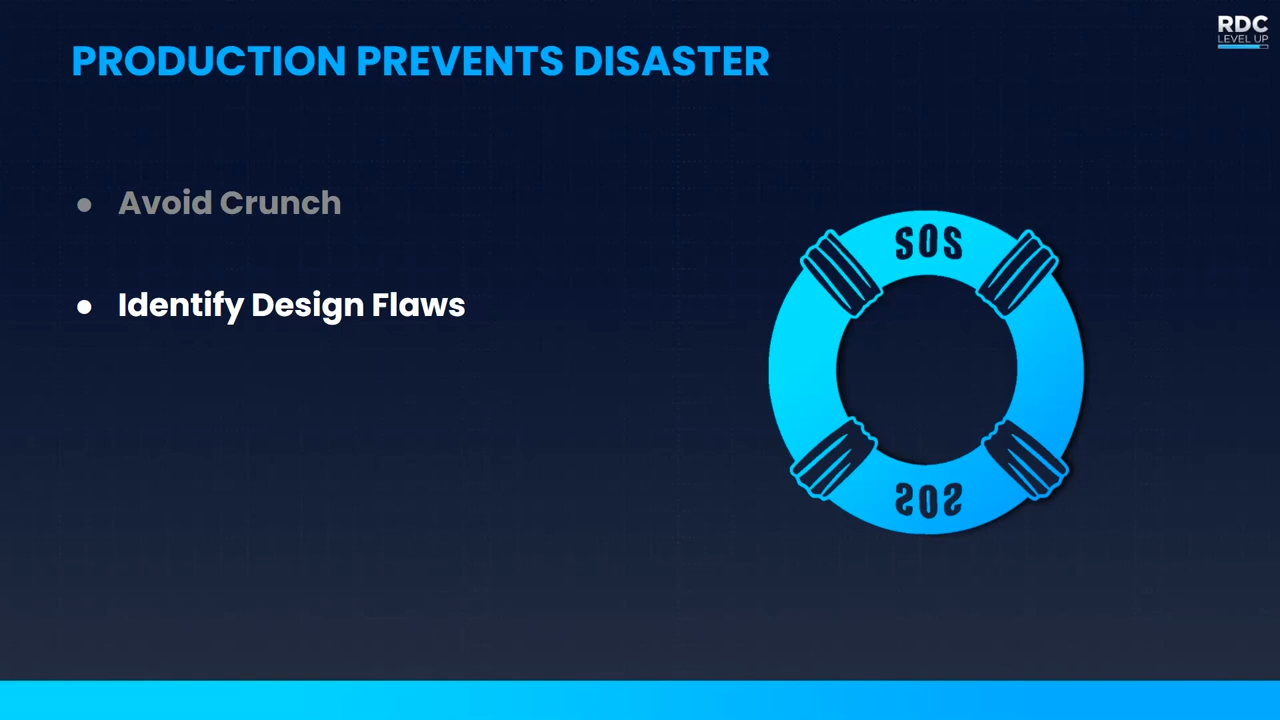 PRODUCTION PREVENTS DISASTER
RDC
LEVEL UP
● Avoid Crunch
● Identify Design Flaws
SOS
SOS